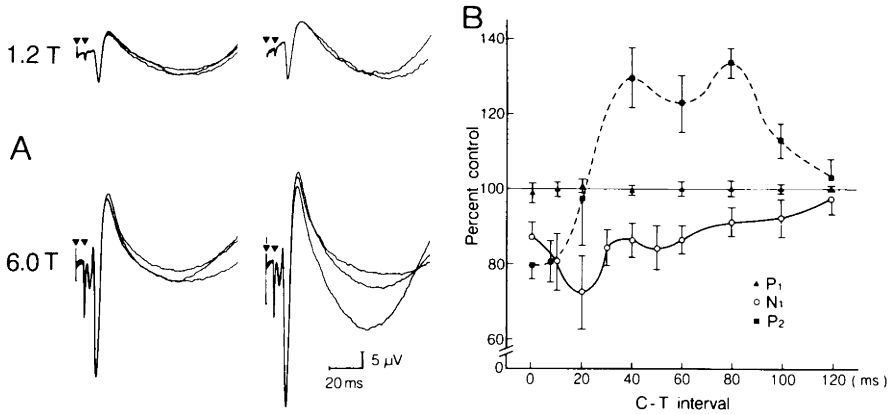 1.2 T
A
6.0 T
5 μV
20 ms
B
Percent control
140
120
100
80
60
0
P1
N1
P2
0 20 40 60 80 100 120 (ms)
C-T interval